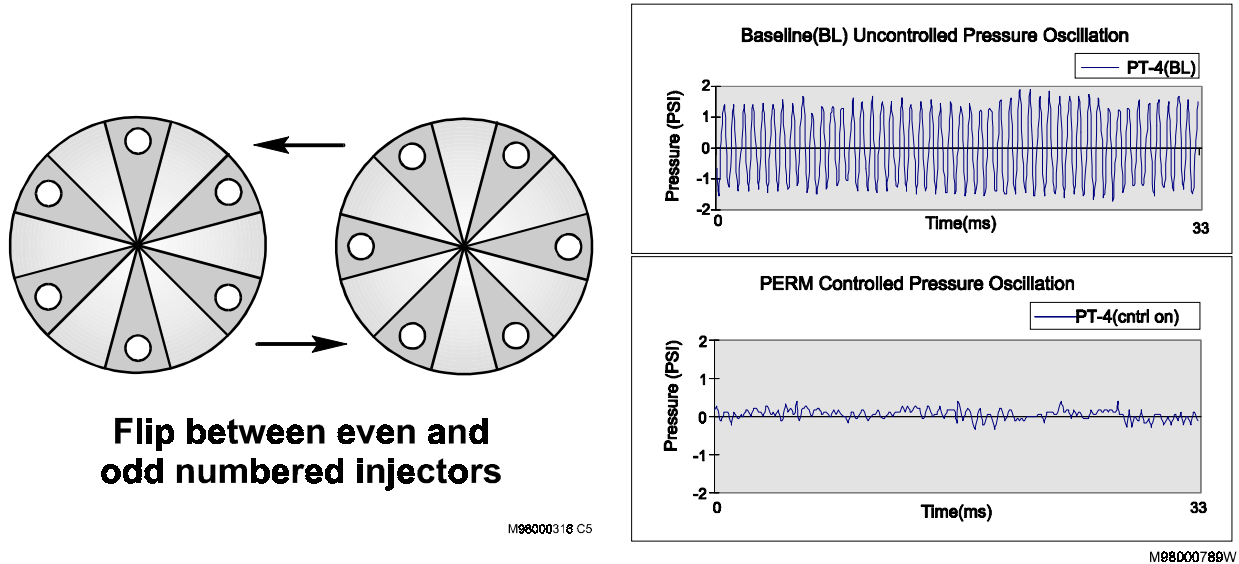 Flip between even and
odd numbered injectors
M98000318 C5
Baseline(BL) Uncontrolled Pressure Oscillation
PT-4(BL)
Pressure (PSI)
2
1
0
-1
-2
0
Time(ms)
33
PERM Controlled Pressure Oscillation
PT-4(cntrl on)
Pressure (PSI)
2
1
0
-1
-2
0
Time(ms)
33
M98000789W